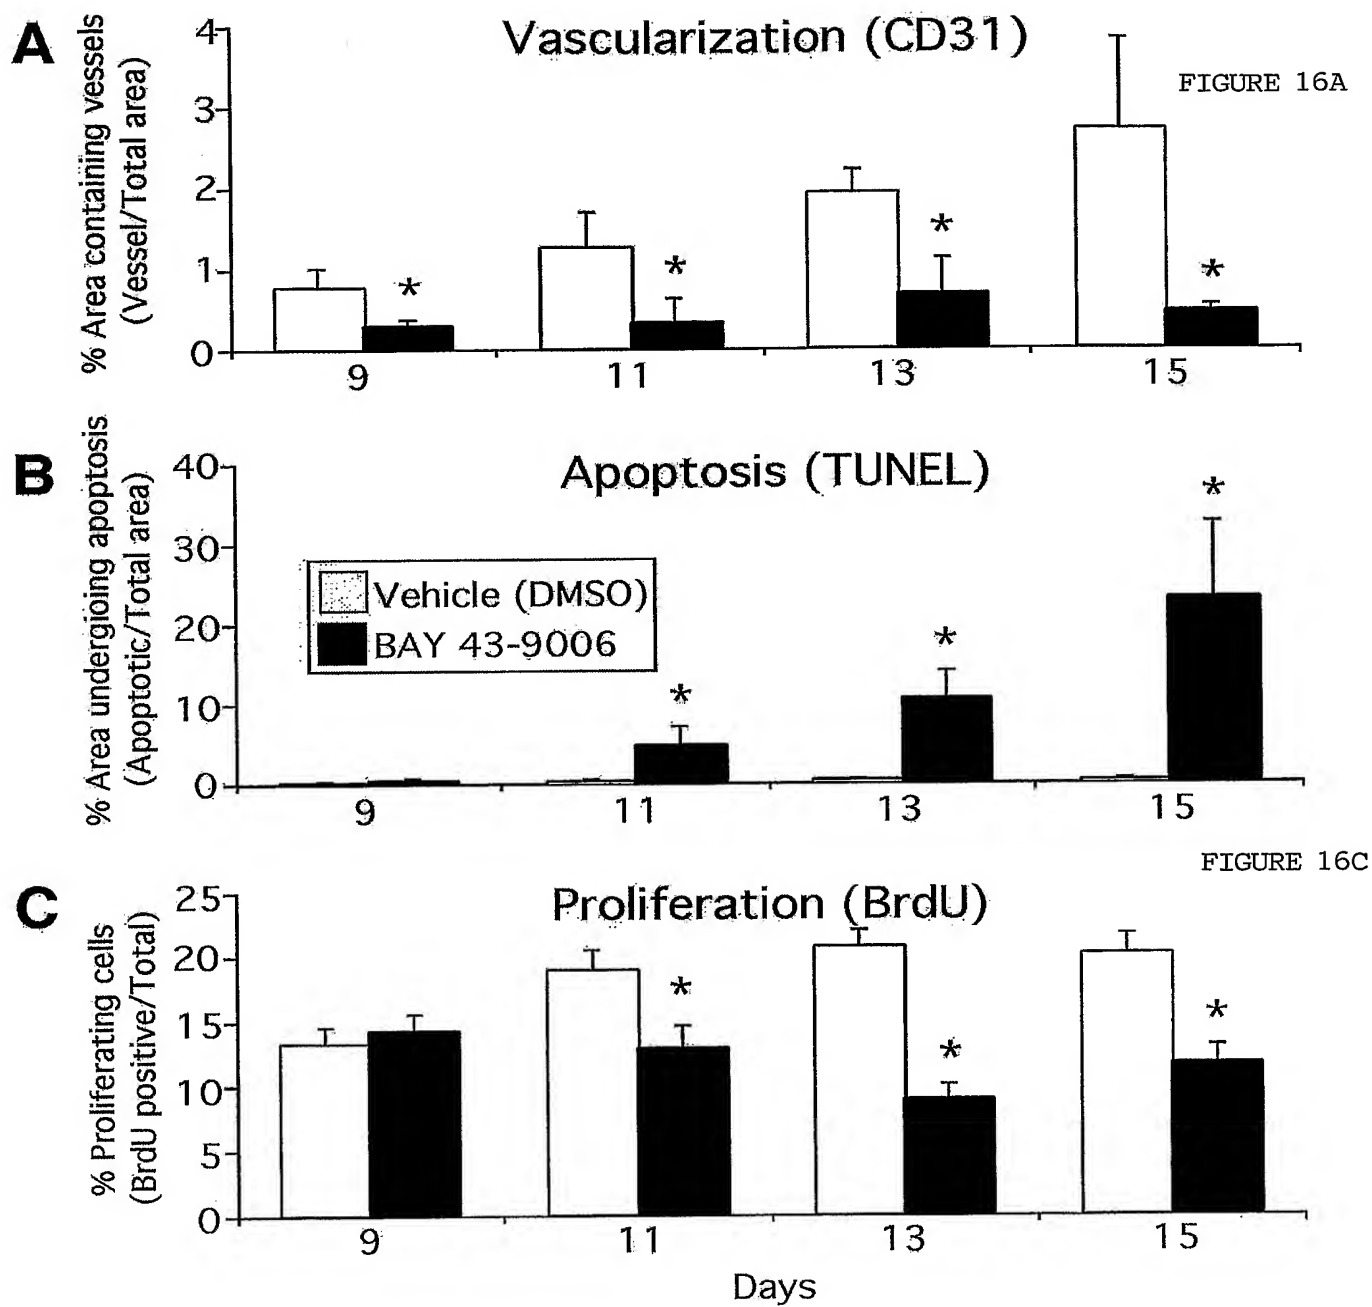 A
Vascularization (CD31)
FIGURE 16A
% Area containing vessels
(Vessel/Total area)
4
3
2
1
0
*
*
*
*
9
11
13
15
B
Apoptosis (TUNEL)
% Area undergioing apoptosis
(Apoptotic/Total area)
40
30
20
10
0
Vehicle (DMSO)
BAY 43-9006
*
*
*
9
11
13
15
FIGURE 16C
C
Proliferation (BrdU)
% Proliferating cells
(BrdU positive/Total)
25
20
15
10
5
0
*
*
*
9
11
13
15
Days